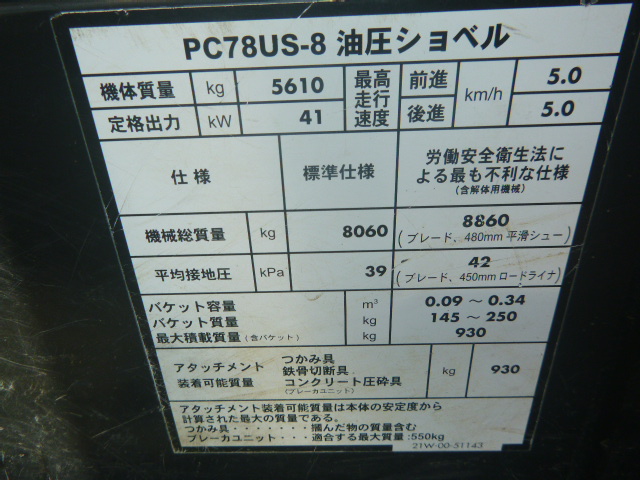 PC78US-8 油圧ショベル
機体質量 kg 5610 最高走行速度 前進 km/h 5.0
定格出力 kW 41 後進 5.0
仕様 標準仕様 労働安全衛生法に
よる最も不利な仕様
(含解体用機械)
機械総質量 kg 8060 8860
(ブレード、480mm 平滑シュー)
平均接地圧 kPa 39 42
(ブレード、450mm ロードライナ)
バケット容量 m³ 0.09 ～ 0.34
バケット質量 kg 145 ～ 250
最大積載質量 (含バケット) kg 930
アタッチメント
装着可能質量
つかみ具
鉄骨切断具
コンクリート圧砕具
(ブレーカユニット)
kg 930
アタッチメント装着可能質量は本体の安定度から
計算された最大の質量である。
つかみ具・・・・・・・・掴んだ物の質量含む
ブレーカユニット・・・・適合する最大質量:550kg
21W-00-51143